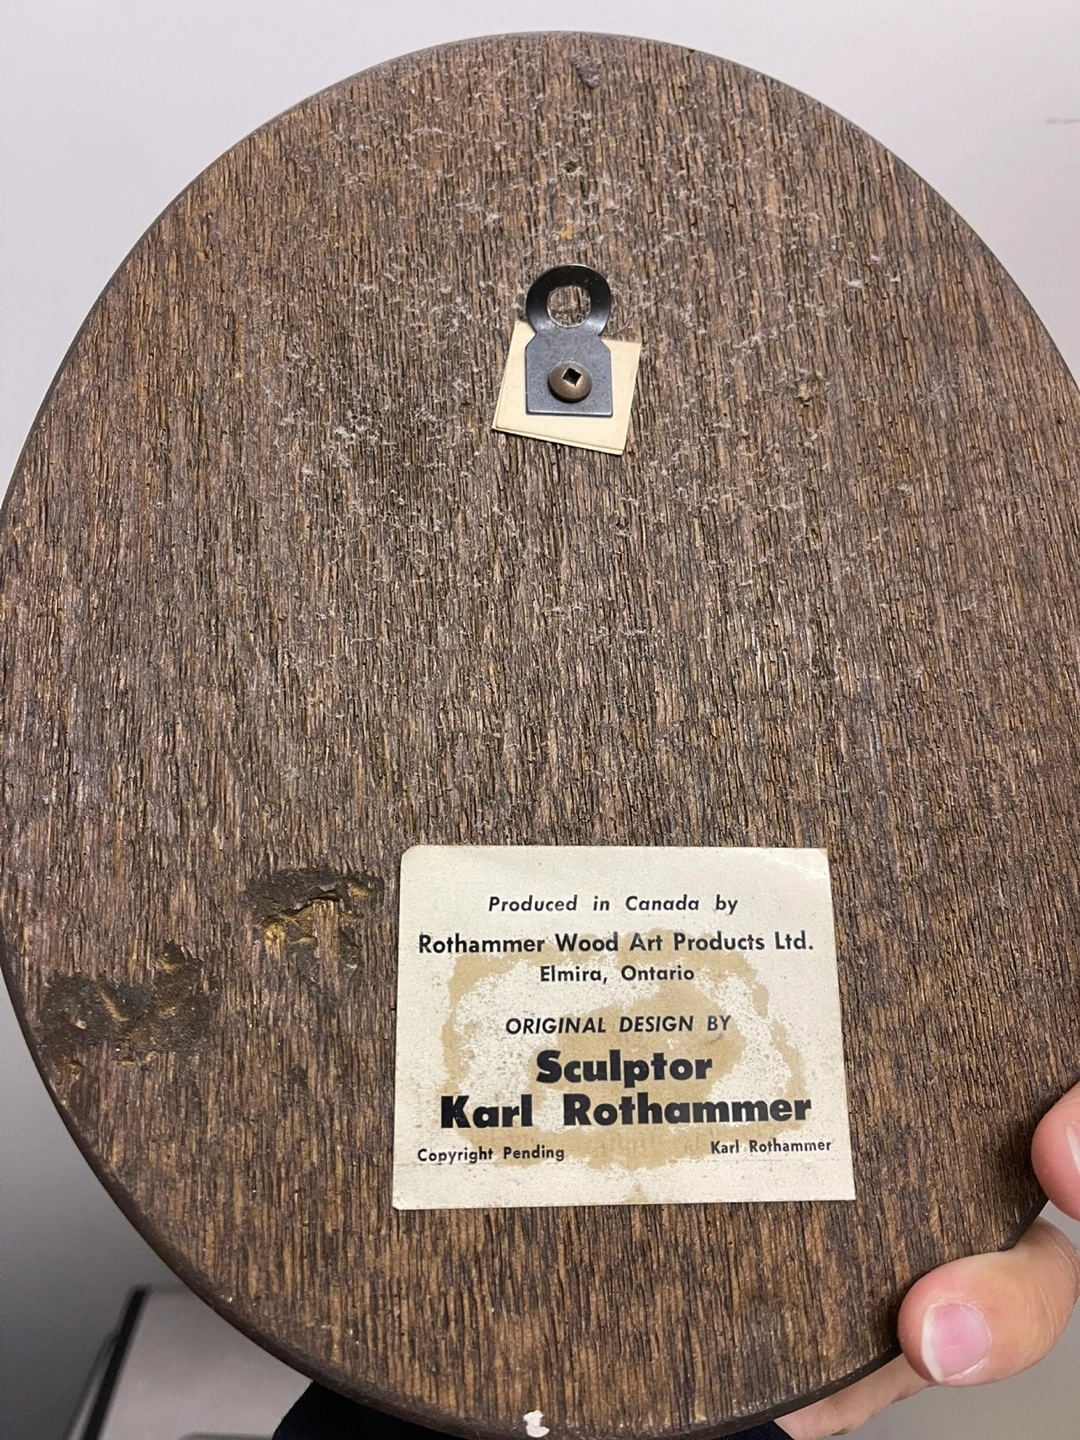 Produced in Canada by
Rothammer Wood Art Products Ltd.
Elmira, Ontario
ORIGINAL DESIGN BY
Sculptor
Karl Rothammer
Copyright Pending Karl Rothammer